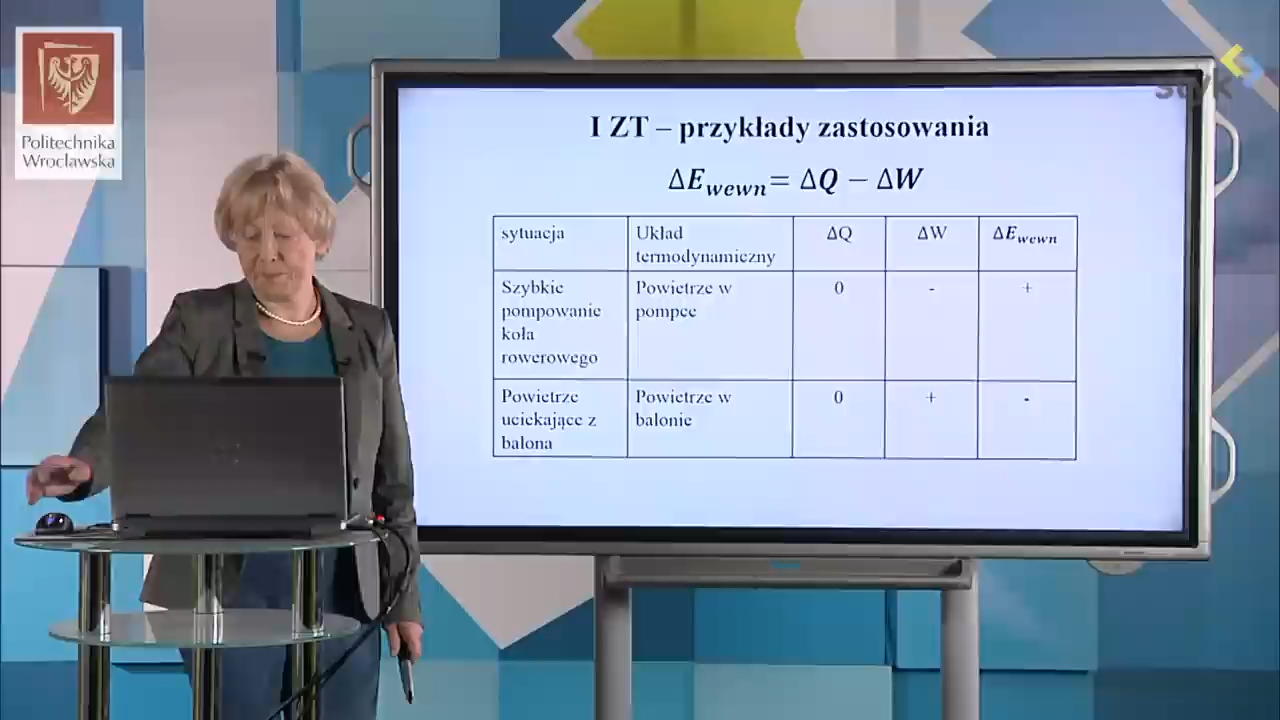 Politechnika
Wrocławska
Styk
I ZT – przykłady zastosowania
ΔE_wewn = ΔQ − ΔW
sytuacja
Układ
termodynamiczny
ΔQ
ΔW
ΔE_wewn
Szybkie
pompowanie
koła
rowerowego
Powietrze w
pompce
0
-
+
Powietrze
uciekające z
balona
Powietrze w
balonie
0
+
-